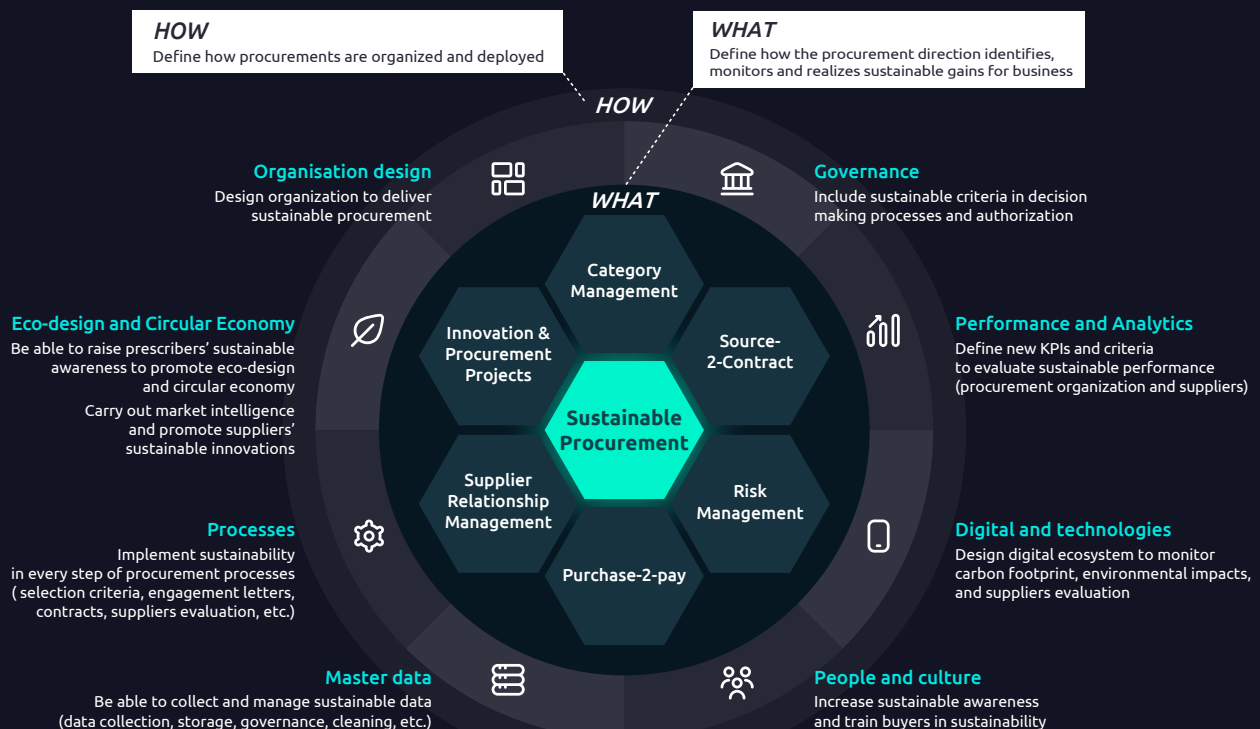 HOW
Define how procurements are organized and deployed
WHAT
Define how the procurement direction identifies,
monitors and realizes sustainable gains for business
HOW
WHAT
Organisation design
Design organization to deliver
sustainable procurement
Governance
Include sustainable criteria in decision
making processes and authorization
Eco-design and Circular Economy
Be able to raise prescribers’ sustainable
awareness to promote eco-design
and circular economy
Carry out market intelligence
and promote suppliers’
sustainable innovations
Performance and Analytics
Define new KPIs and criteria
to evaluate sustainable performance
(procurement organization and suppliers)
Category
Management
Innovation &
Procurement
Projects
Source-
2-Contract
Sustainable
Procurement
Supplier
Relationship
Management
Risk
Management
Purchase-2-pay
Processes
Implement sustainability
in every step of procurement processes
( selection criteria, engagement letters,
contracts, suppliers evaluation, etc.)
Digital and technologies
Design digital ecosystem to monitor
carbon footprint, environmental impacts,
and suppliers evaluation
Master data
Be able to collect and manage sustainable data
(data collection, storage, governance, cleaning, etc.)
People and culture
Increase sustainable awareness
and train buyers in sustainability